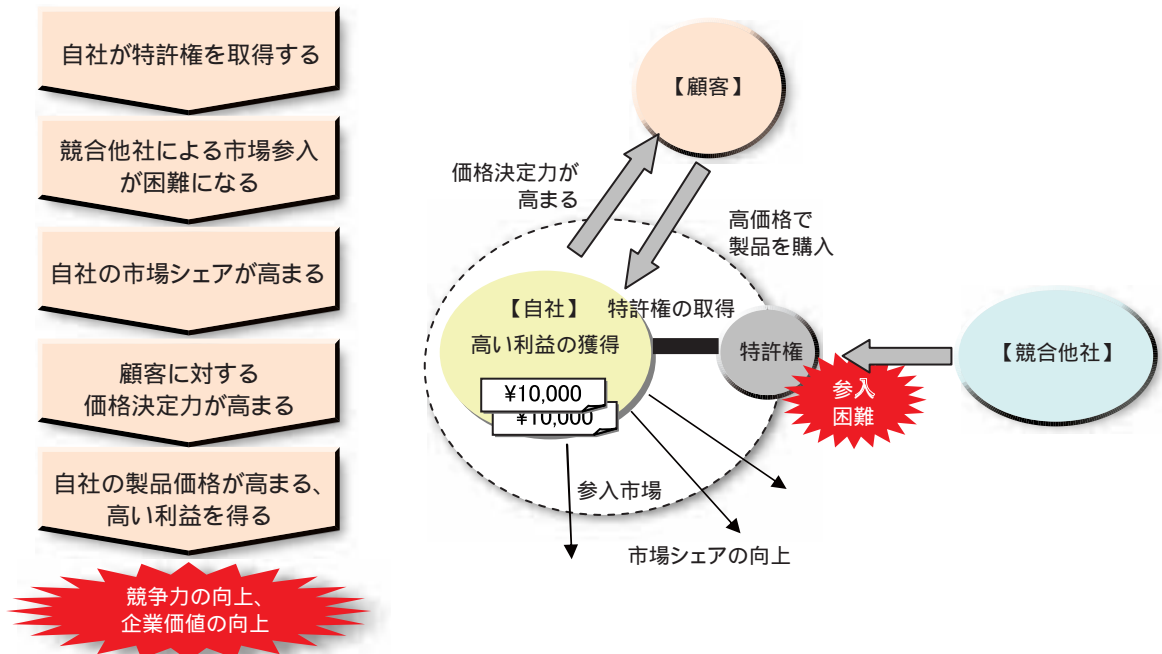 自社が特許権を取得する
競合他社による市場参入
が困難になる
自社の市場シェアが高まる
顧客に対する
価格決定力が高まる
自社の製品価格が高まる、
高い利益を得る
競争力の向上、
企業価値の向上
【顧客】
価格決定力が
高まる
高価格で
製品を購入
【自社】
特許権の取得
高い利益の獲得
¥10,000
¥10,000
特許権
参入
困難
【競合他社】
参入市場
市場シェアの向上